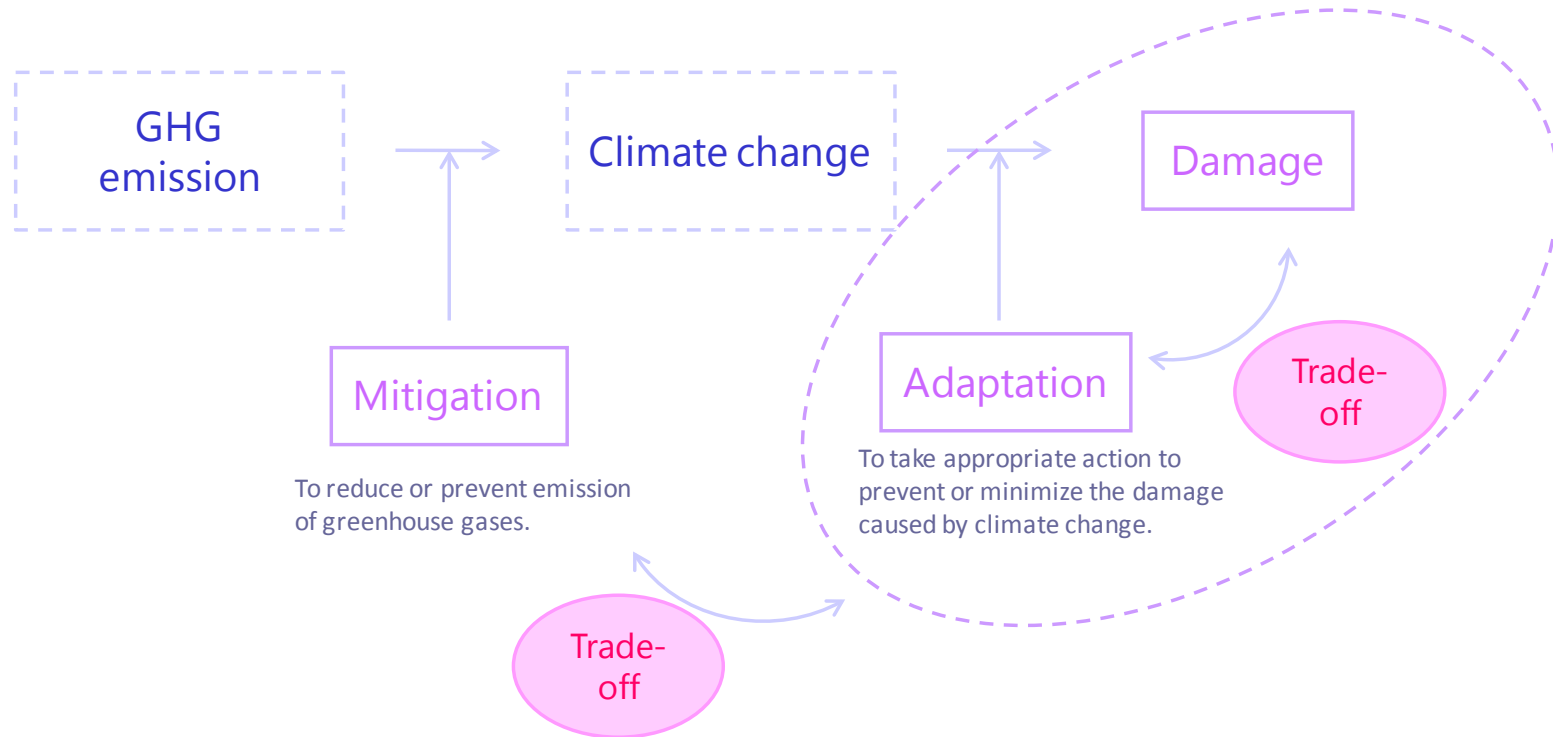 GHG
emission
Climate change
Damage
Mitigation
To reduce or prevent emission
of greenhouse gases.
Adaptation
To take appropriate action to
prevent or minimize the damage
caused by climate change.
Trade-
off
Trade-
off